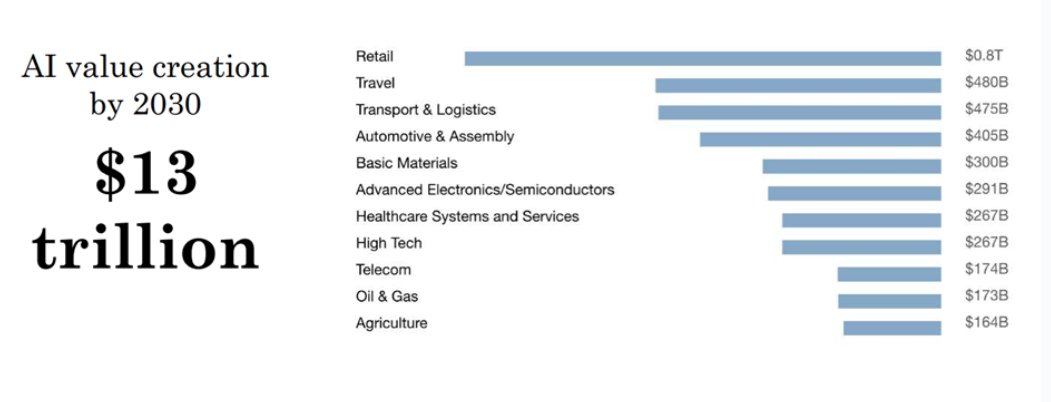 AI value creation
by 2030
$13
trillion
Retail $0.8T
Travel $480B
Transport & Logistics $475B
Automotive & Assembly $405B
Basic Materials $300B
Advanced Electronics/Semiconductors $291B
Healthcare Systems and Services $267B
High Tech $267B
Telecom $174B
Oil & Gas $173B
Agriculture $164B